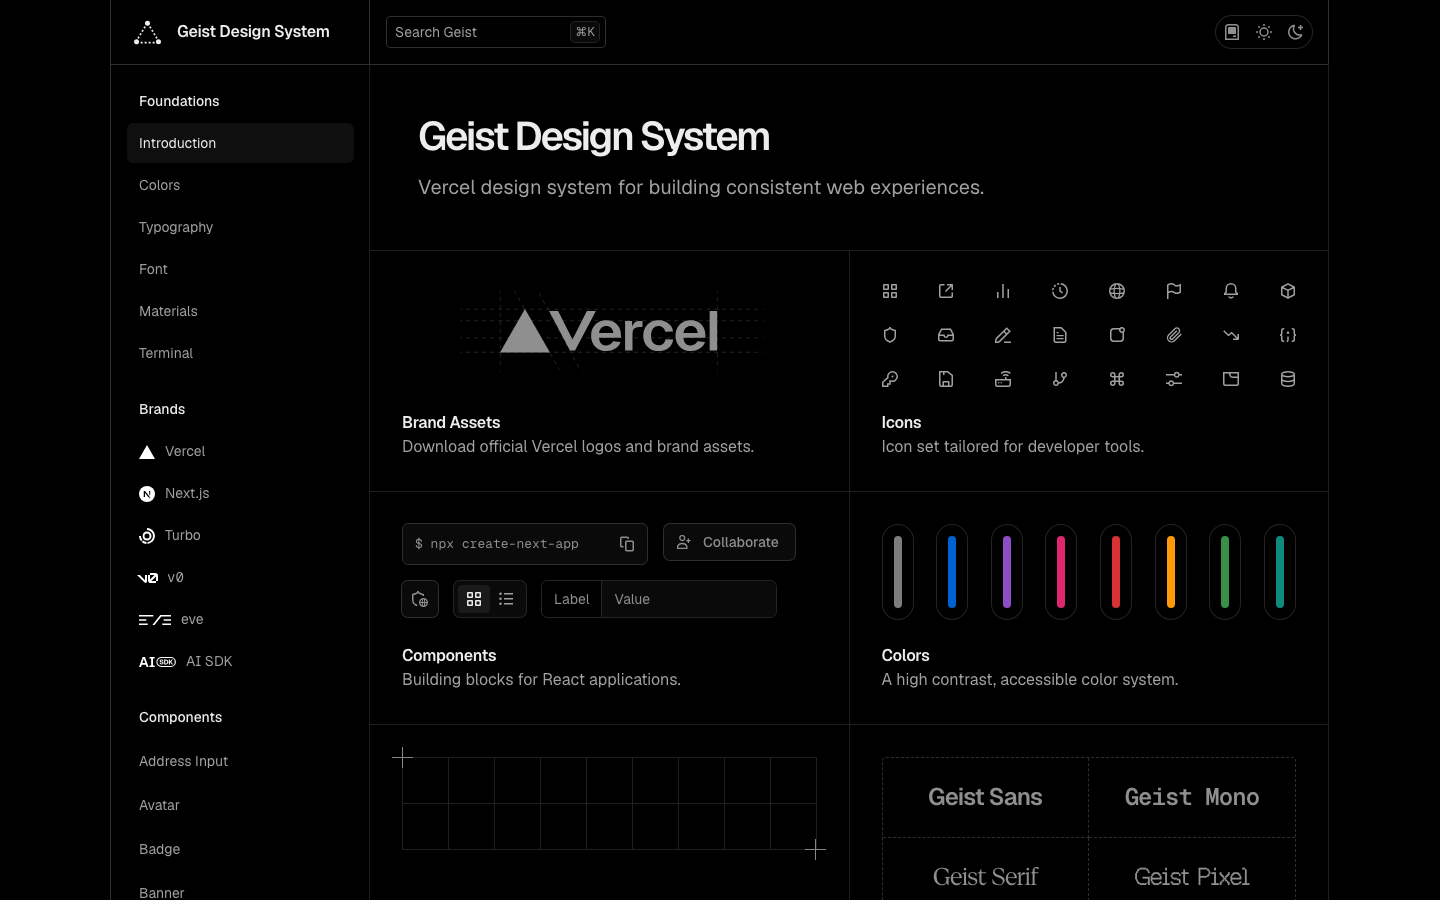 Geist Design System
Search Geist
⌘K
Foundations
Introduction
Colors
Typography
Font
Materials
Terminal
Brands
Vercel
Next.js
Turbo
v0
v0
eve
AI SDK
AI SDK
Components
Address Input
Avatar
Badge
Banner
Geist Design System
Vercel design system for building consistent web experiences.
Vercel
Brand Assets
Download official Vercel logos and brand assets.
Icons
Icon set tailored for developer tools.
$ npx create-next-app
Collaborate
Label
Value
Components
Building blocks for React applications.
Colors
A high contrast, accessible color system.
Geist Sans
Geist Mono
Geist Serif
Geist Pixel